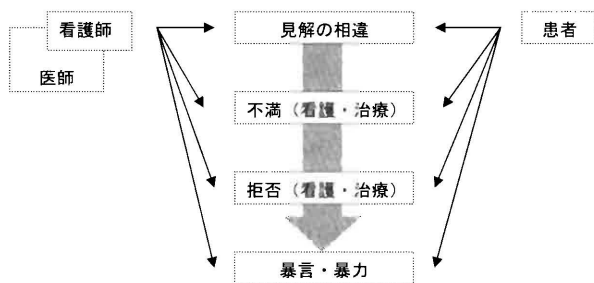 看護師
見解の相違
患者
医師
不満（看護・治療）
拒否（看護・治療）
暴言・暴力